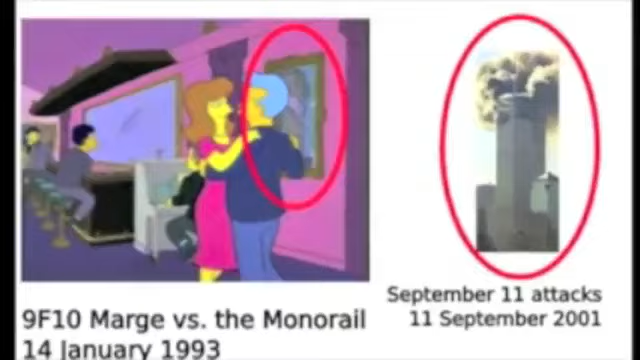 9F10 Marge vs. the Monorail
14 January 1993
September 11 attacks
11 September 2001